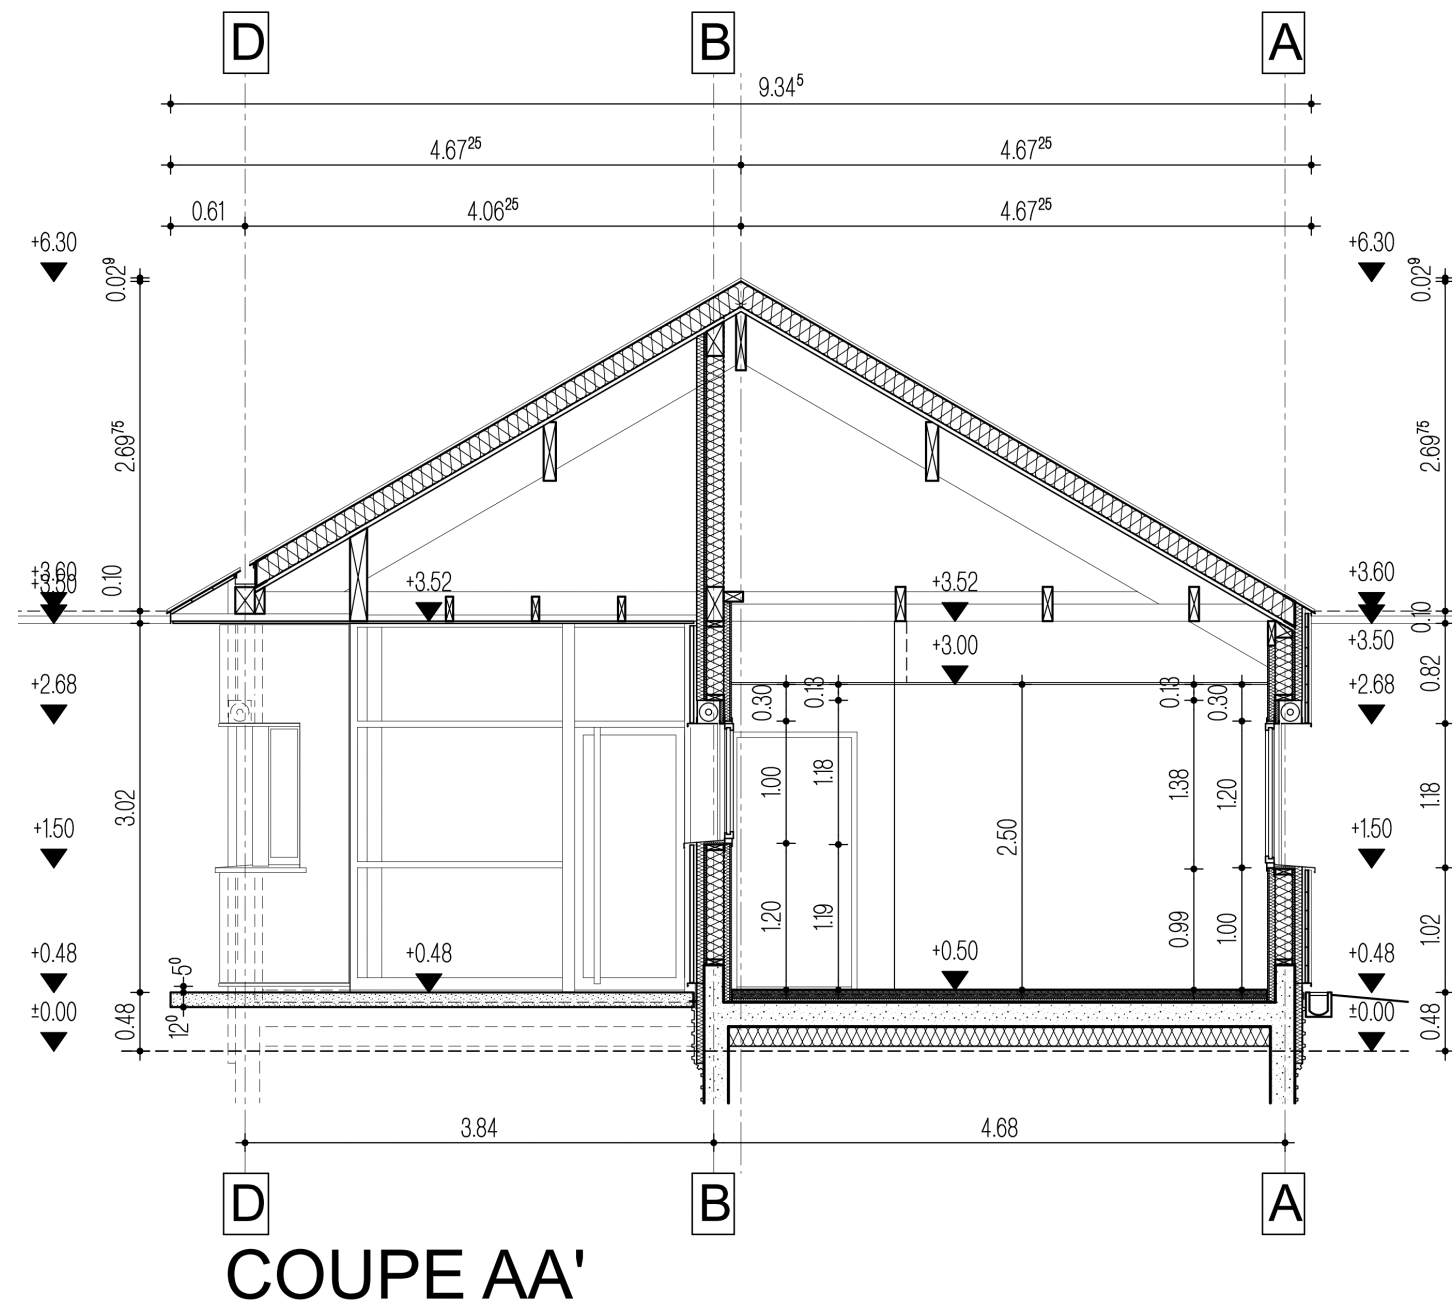 D B A
9.34⁵
4.67²⁵ 4.67²⁵
0.61 4.06²⁵ 4.67²⁵
+6.30 +6.30
0.02⁹ 0.02⁹
2.69⁷⁵ 2.69⁷⁵
+3.60 +3.60
+3.50 +3.50
0.10 0.10
+3.52 +3.52
+3.00
0.82
+2.68 +2.68
0.30 0.13 0.13 0.30
3.02 1.00 1.18 2.50 1.38 1.20 1.18
+1.50 +1.50
1.20 1.19 0.99 1.00 1.02
+0.48 +0.48 +0.50 +0.48
5⁰
12⁰
±0.00 ±0.00
0.48 0.48
3.84 4.68
D B A
COUPE AA'